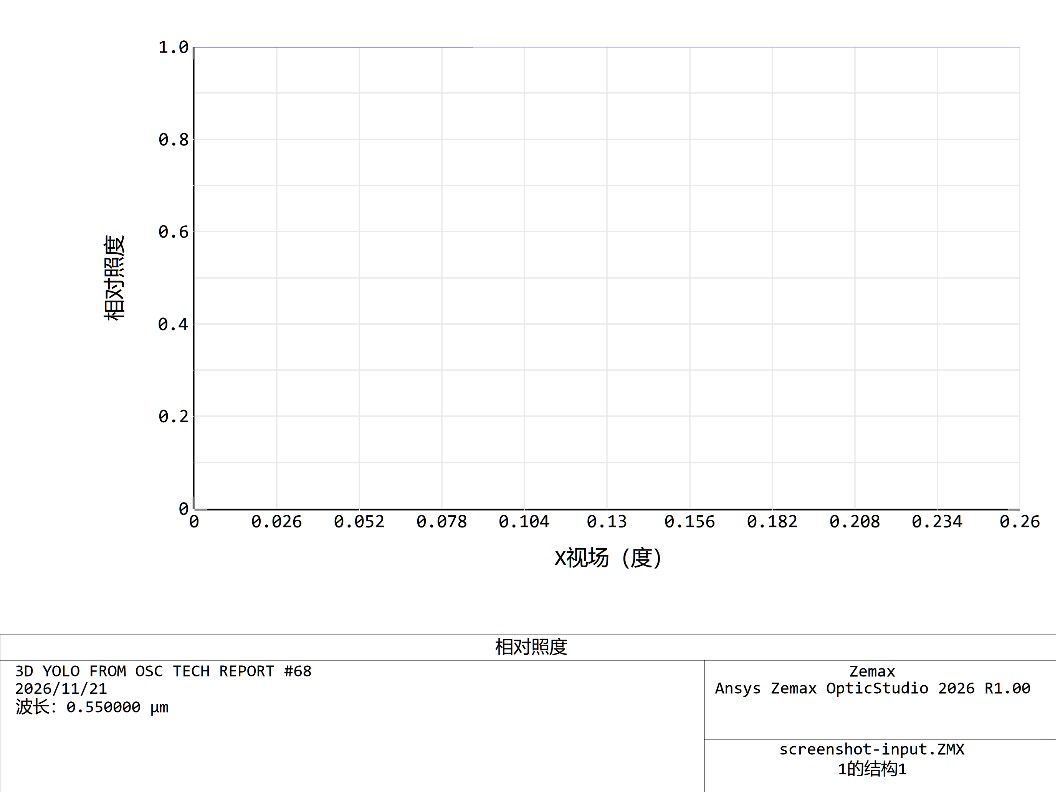 1.0
0.8
0.6
0.4
0.2
0
相对照度
0 0.026 0.052 0.078 0.104 0.13 0.156 0.182 0.208 0.234 0.26
X视场（度）
相对照度
3D YOLO FROM OSC TECH REPORT #68
2026/11/21
波长: 0.550000 µm
Zemax
Ansys Zemax OpticStudio 2026 R1.00
screenshot-input.ZMX
1的结构1